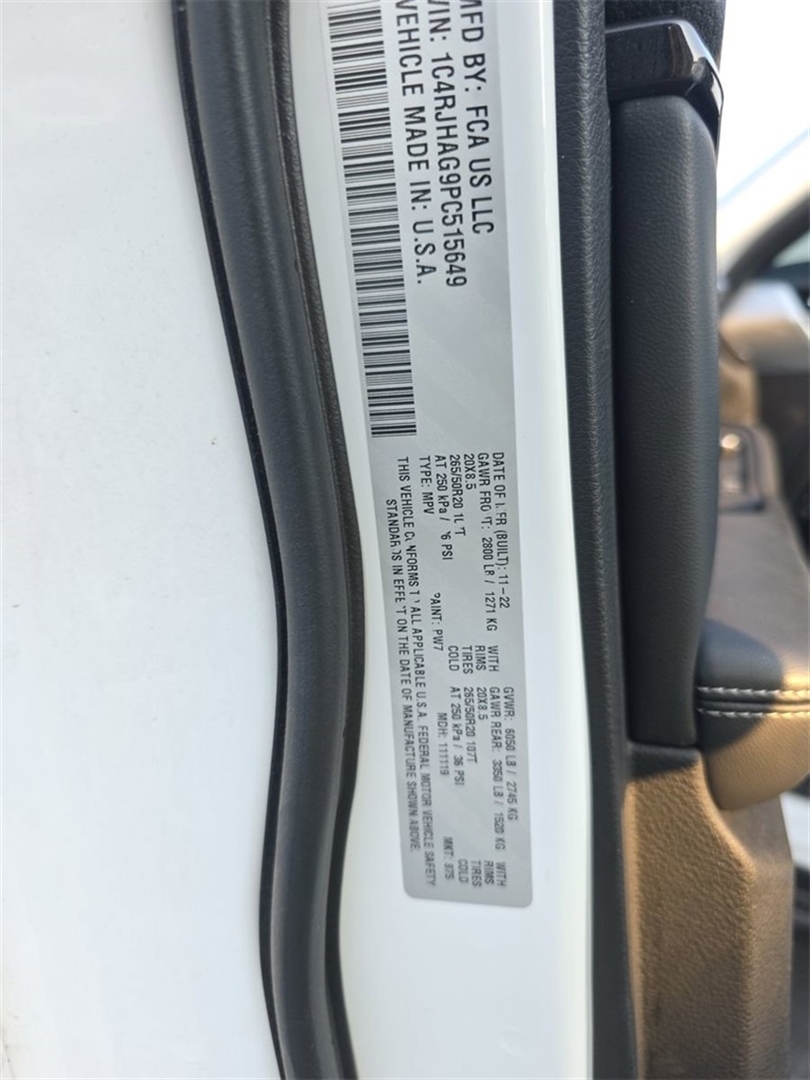 MFD BY: FCA US LLC
VIN: 1C4RJHAG9PC515649
VEHICLE MADE IN: U.S.A.
DATE OF MFR (BUILT): 11-22 GVWR: 6050 LB / 2745 KG
GAWR FRONT: 2800 LB / 1271 KG WITH GAWR REAR: 3350 LB / 1520 KG WITH
20X8.5 RIMS 20X8.5 RIMS
265/50R20 107T TIRES 265/50R20 107T TIRES
AT 250 kPa / 36 PSI COLD AT 250 kPa / 36 PSI COLD
TYPE: MPV PAINT: PW7 MDH: 111119 MKT: 875
THIS VEHICLE CONFORMS TO ALL APPLICABLE U.S.A. FEDERAL MOTOR VEHICLE SAFETY
STANDARDS IN EFFECT ON THE DATE OF MANUFACTURE SHOWN ABOVE.